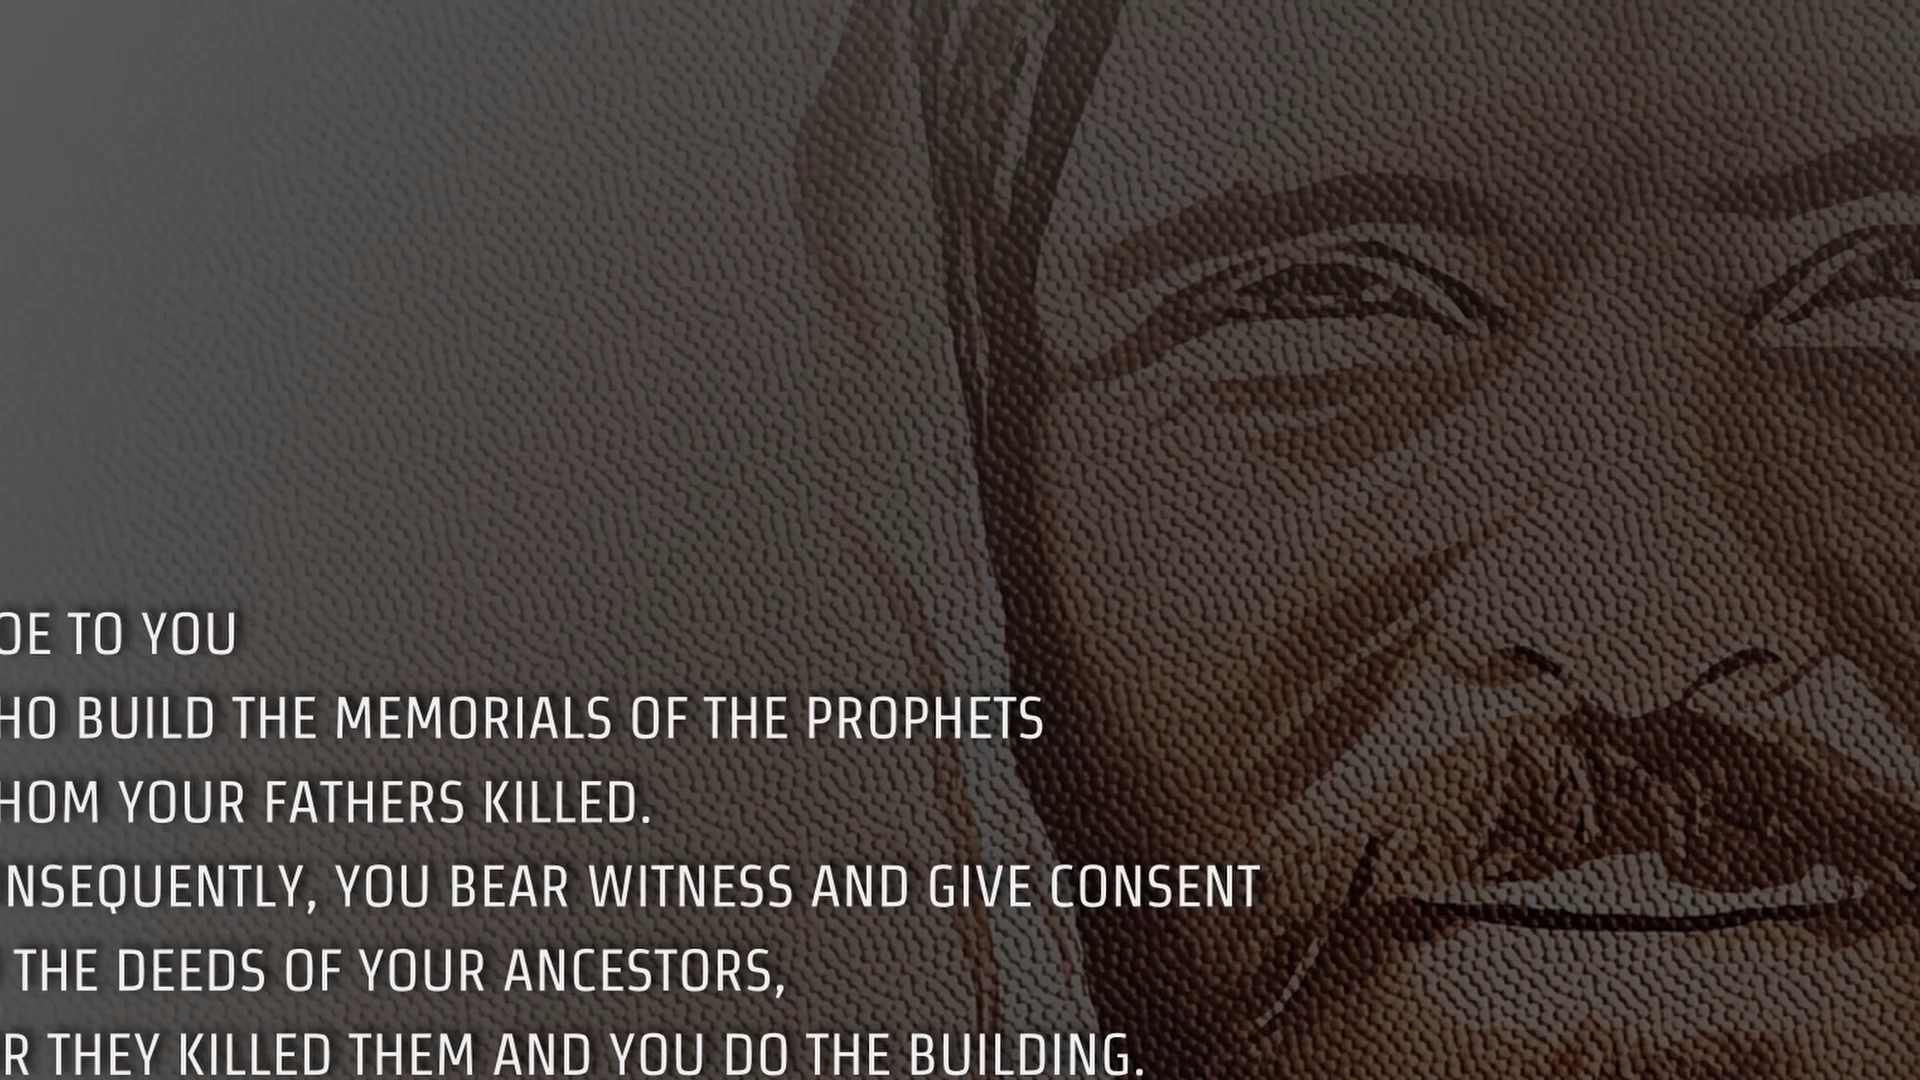 OE TO YOU
HO BUILD THE MEMORIALS OF THE PROPHETS
HOM YOUR FATHERS KILLED.
NSEQUENTLY, YOU BEAR WITNESS AND GIVE CONSENT
THE DEEDS OF YOUR ANCESTORS,
R THEY KILLED THEM AND YOU DO THE BUILDING.